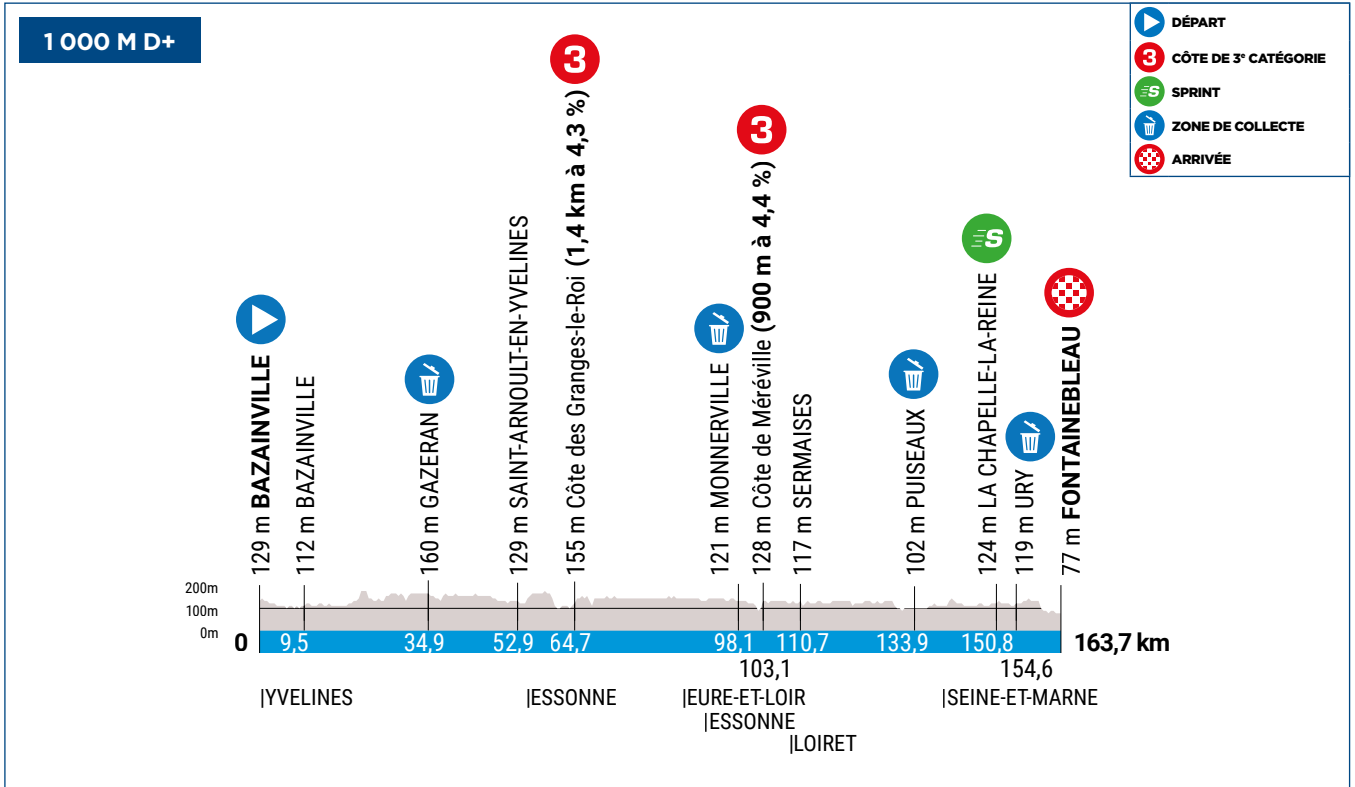 1 000 M D+
DÉPART
3 CÔTE DE 3e CATÉGORIE
S SPRINT
ZONE DE COLLECTE
ARRIVÉE
3
3
S
129 m BAZAINVILLE
112 m BAZAINVILLE
160 m GAZERAN
129 m SAINT-ARNOULT-EN-YVELINES
155 m Côte des Granges-le-Roi (1,4 km à 4,3 %)
121 m MONNERVILLE
128 m Côte de Méréville (900 m à 4,4 %)
117 m SERMAISES
102 m PUISEAUX
124 m LA CHAPELLE-LA-REINE
119 m URY
77 m FONTAINEBLEAU
200m
100m
0m
0 9,5 34,9 52,9 64,7 98,1 110,7 133,9 150,8 163,7 km
103,1 154,6
|YVELINES |ESSONNE |EURE-ET-LOIR |SEINE-ET-MARNE
|ESSONNE
|LOIRET